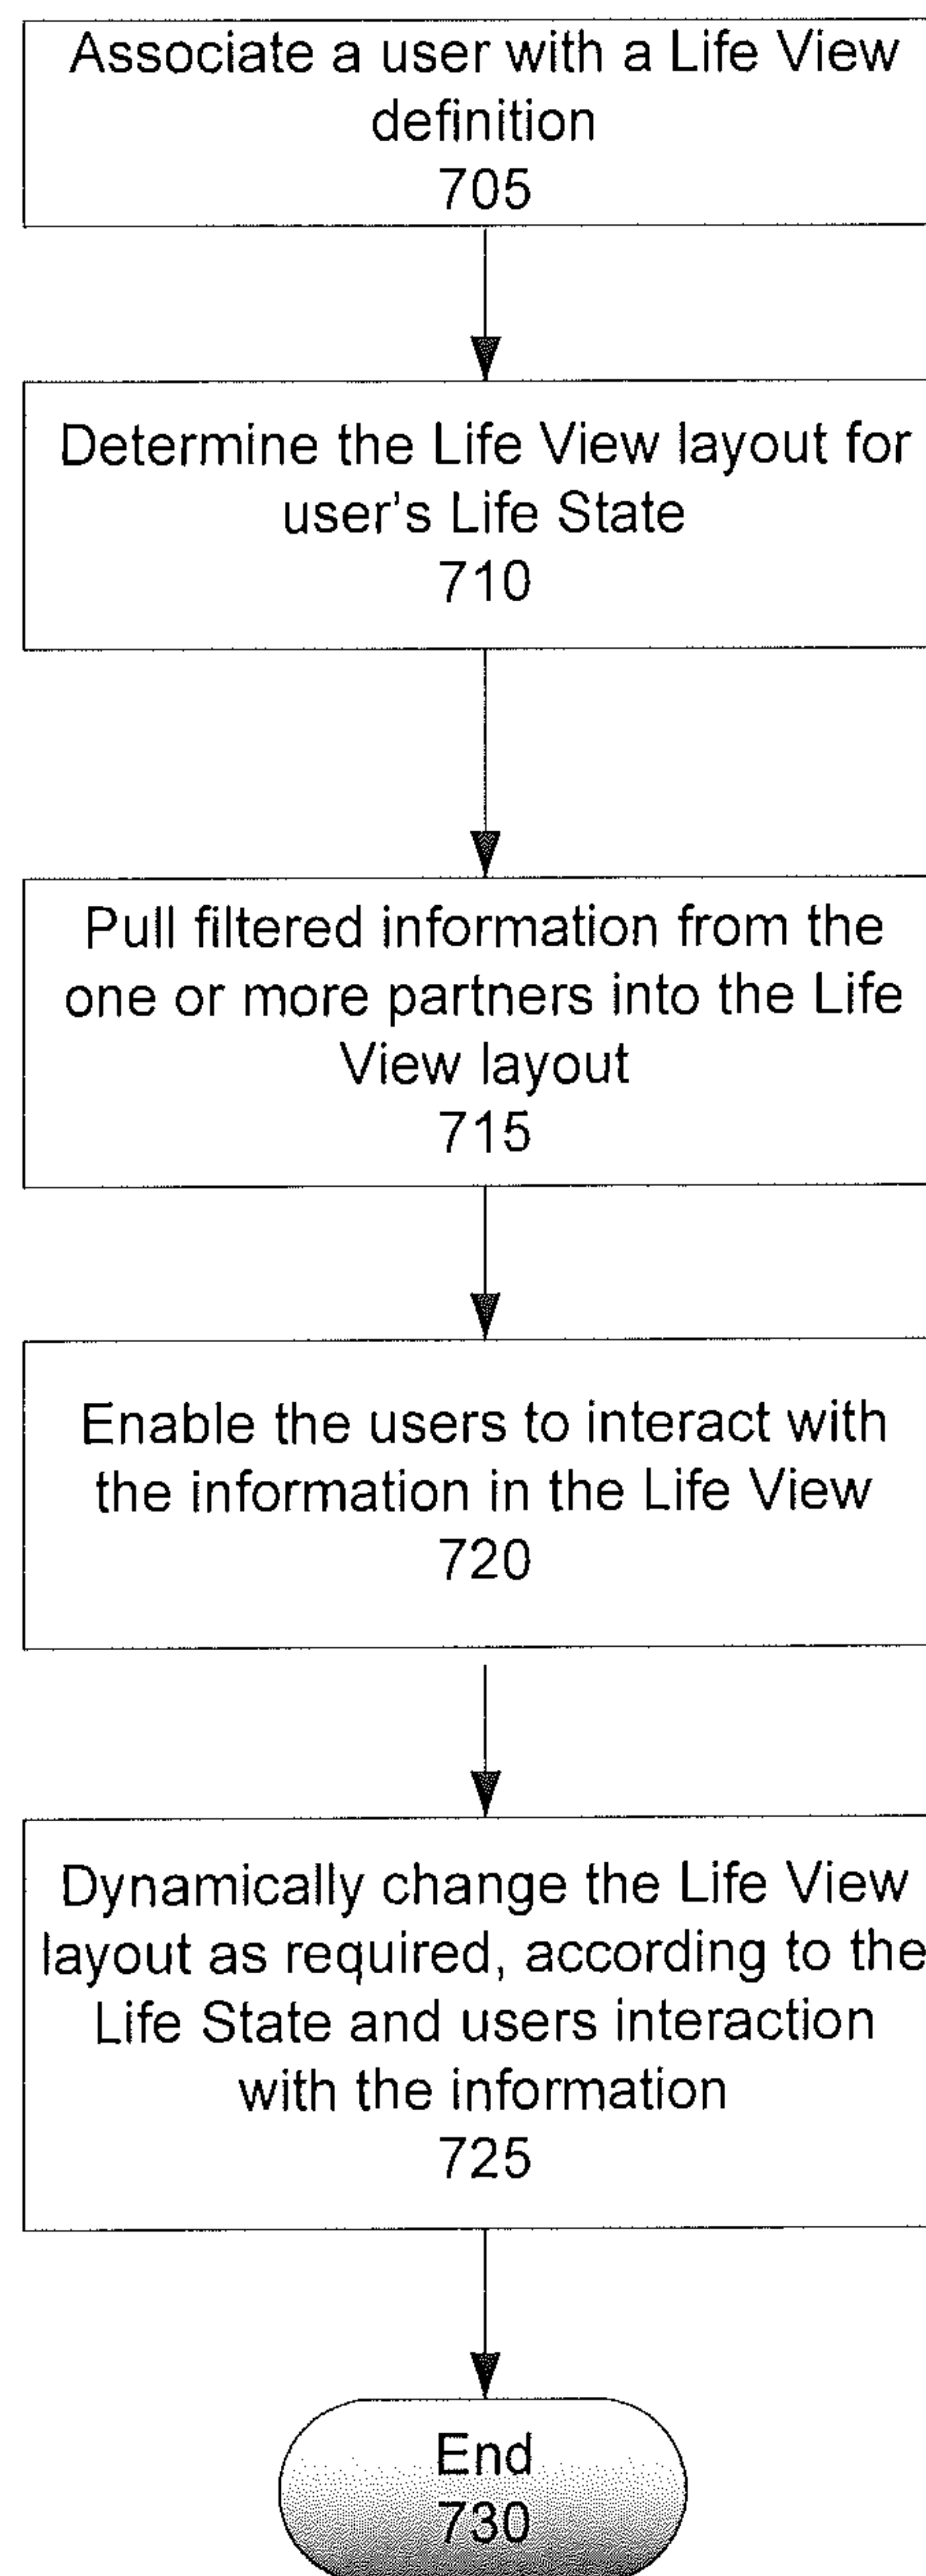 Associate a user with a Life View
definition
705
Determine the Life View layout for
user's Life State
710
Pull filtered information from the
one or more partners into the Life
View layout
715
Enable the users to interact with
the information in the Life View
720
Dynamically change the Life View
layout as required, according to the
Life State and users interaction
with the information
725
End
730